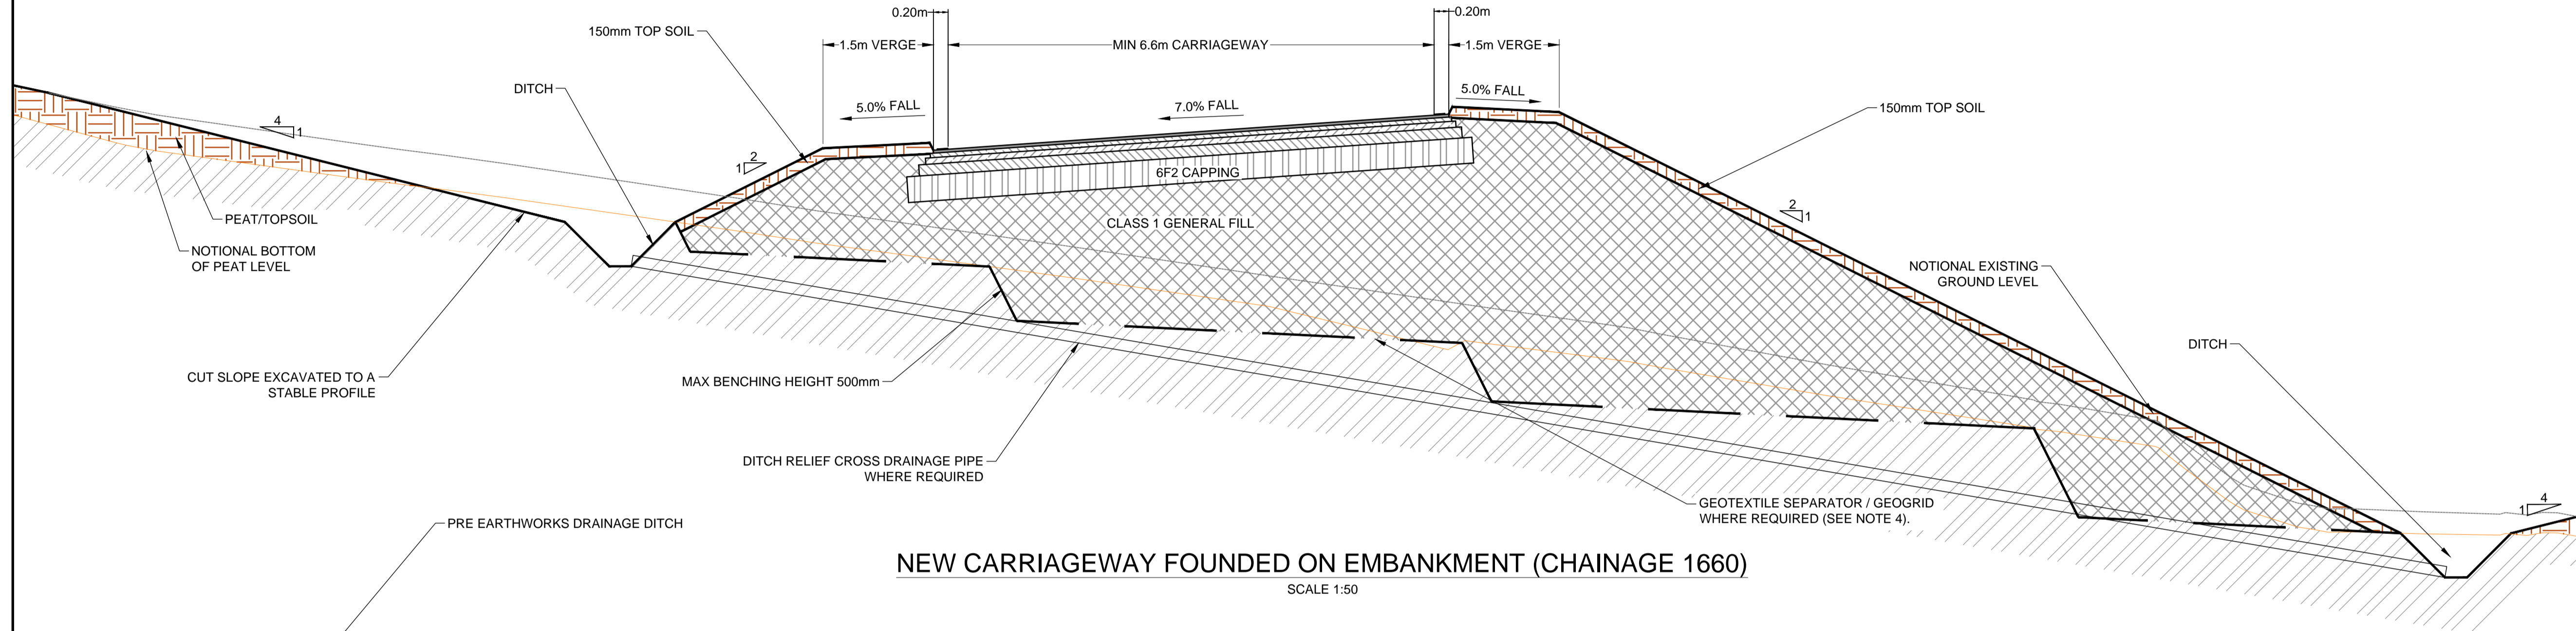 0.20m
0.20m
150mm TOP SOIL
1.5m VERGE
MIN 6.6m CARRIAGEWAY
1.5m VERGE
DITCH
5.0% FALL
7.0% FALL
5.0% FALL
150mm TOP SOIL
4
1
2
1
6F2 CAPPING
PEAT/TOPSOIL
CLASS 1 GENERAL FILL
2
1
NOTIONAL BOTTOM
OF PEAT LEVEL
NOTIONAL EXISTING
GROUND LEVEL
DITCH
CUT SLOPE EXCAVATED TO A
STABLE PROFILE
MAX BENCHING HEIGHT 500mm
DITCH RELIEF CROSS DRAINAGE PIPE
WHERE REQUIRED
GEOTEXTILE SEPARATOR / GEOGRID
WHERE REQUIRED (SEE NOTE 4).
4
1
PRE EARTHWORKS DRAINAGE DITCH
NEW CARRIAGEWAY FOUNDED ON EMBANKMENT (CHAINAGE 1660)
SCALE 1:50